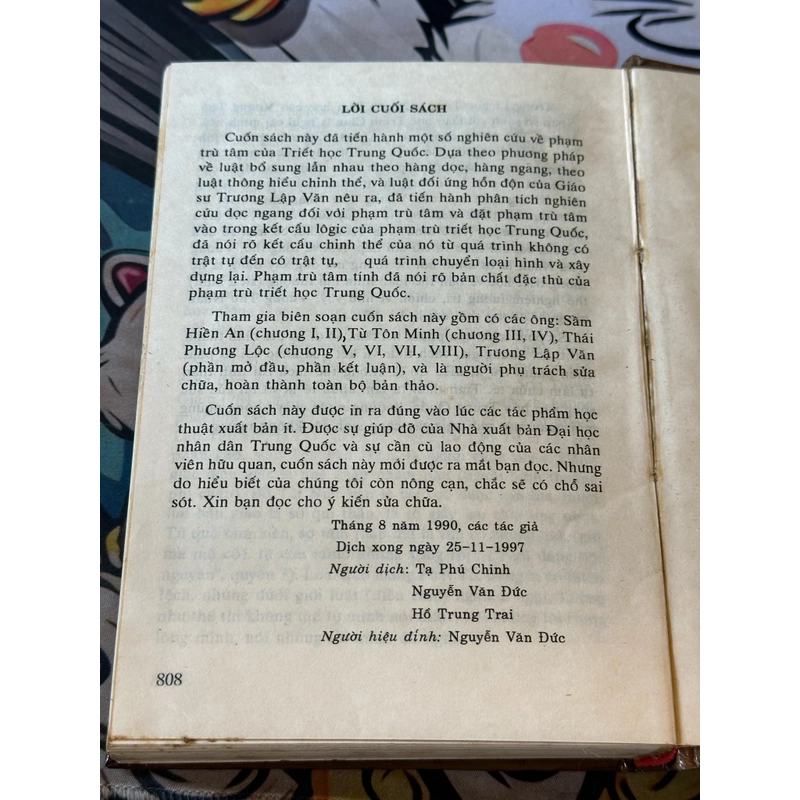 LỜI CUỐI SÁCH
Cuốn sách này đã tiến hành một số nghiên cứu về phạm
trù tâm của Triết học Trung Quốc. Dựa theo phương pháp
về luật bổ sung lẫn nhau theo hàng dọc, hàng ngang, theo
luật thông hiểu chỉnh thể, và luật đối ứng hỗn độn của Giáo
sư Trương Lập Văn nêu ra, đã tiến hành phân tích nghiên
cứu dọc ngang đối với phạm trù tâm và đặt phạm trù tâm
vào trong kết cấu lôgic của phạm trù triết học Trung Quốc,
đã nói rõ kết cấu chỉnh thể của nó từ quá trình không có
trật tự đến có trật tự, quá trình chuyển loại hình và xây
dựng lại. Phạm trù tâm tính đã nói rõ bản chất đặc thù của
phạm trù triết học Trung Quốc.
Tham gia biên soạn cuốn sách này gồm có các ông: Sầm
Hiền An (chương I, II), Từ Tôn Minh (chương III, IV), Thái
Phương Lộc (chương V, VI, VII, VIII), Trương Lập Văn
(phần mở đầu, phần kết luận), và là người phụ trách sửa
chữa, hoàn thành toàn bộ bản thảo.
Cuốn sách này được in ra đúng vào lúc các tác phẩm học
thuật xuất bản ít. Được sự giúp đỡ của Nhà xuất bản Đại học
nhân dân Trung Quốc và sự cần cù lao động của các nhân
viên hữu quan, cuốn sách này mới được ra mắt bạn đọc. Nhưng
do hiểu biết của chúng tôi còn nông cạn, chắc sẽ có chỗ sai
sót. Xin bạn đọc cho ý kiến sửa chữa.
Tháng 8 năm 1990, các tác giả
Dịch xong ngày 25-11-1997
Người dịch: Tạ Phú Chinh
Nguyễn Văn Đức
Hồ Trung Trai
Người hiệu đính: Nguyễn Văn Đức
808